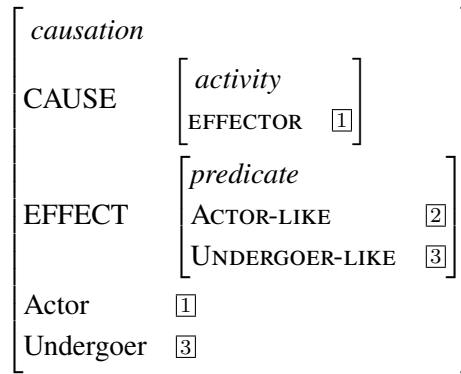 causation
CAUSE
activity
EFFECTOR 1
EFFECT
predicate
ACTOR-LIKE 2
UNDERGOER-LIKE 3
Actor 1
Undergoer 3